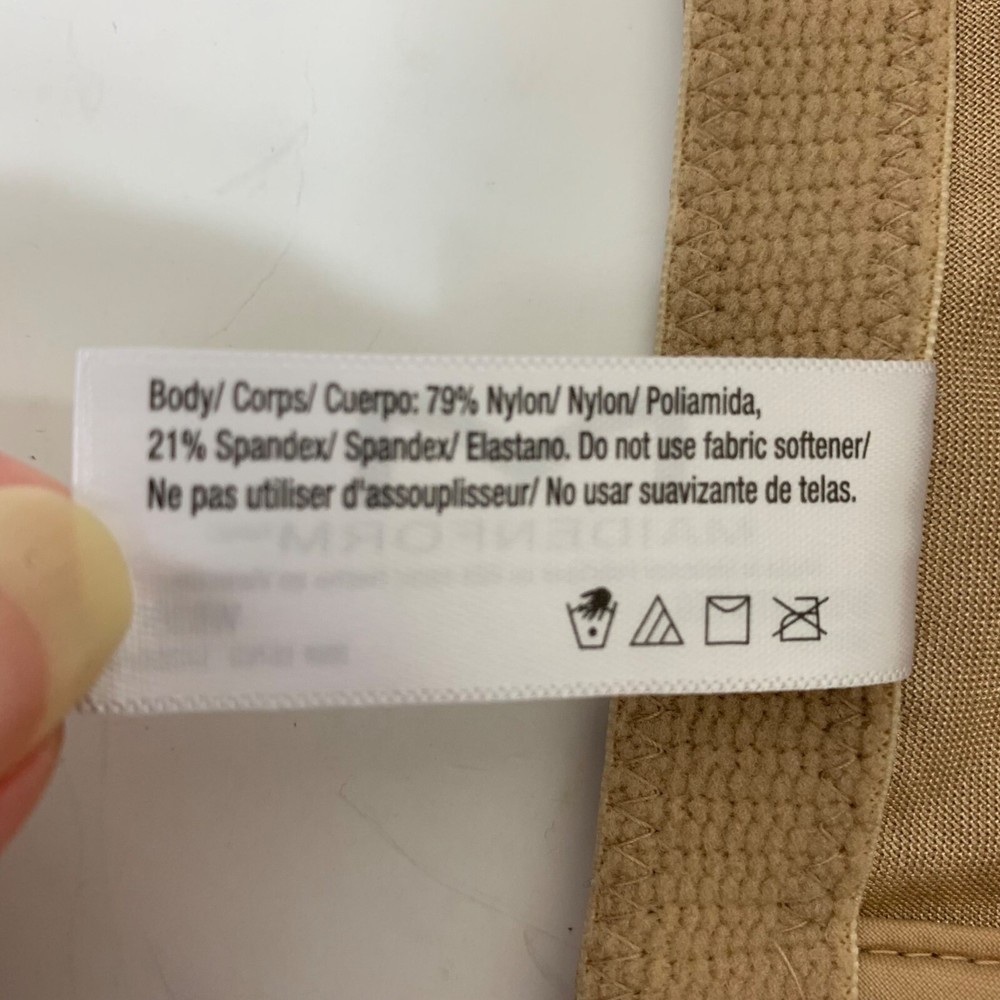 Body/ Corps/ Cuerpo: 79% Nylon/ Nylon/ Poliamida,
21% Spandex/ Spandex/ Elastano. Do not use fabric softener/
Ne pas utiliser d'assouplisseur/ No usar suavizante de telas.
MAIDENFORM